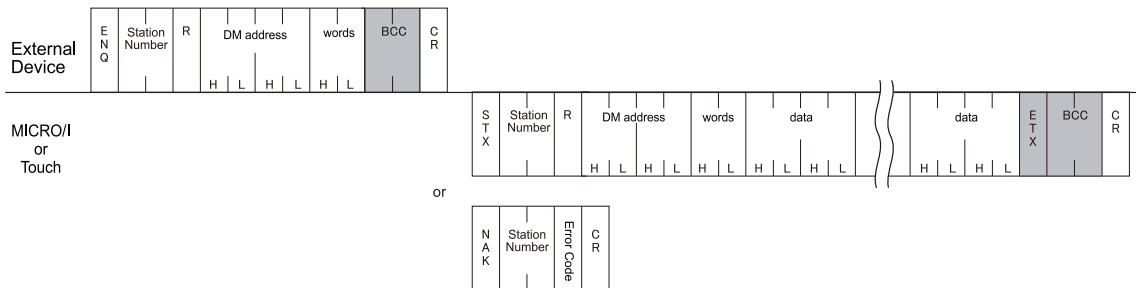 External
Device
E
N
Q
Station
Number
R
DM address
words
BCC
C
R
H L H L H L
MICRO/I
or
Touch
S
T
X
Station
Number
R
DM address
words
data
data
E
T
X
BCC
C
R
H L H L H L H L H L H L H L
or
N
A
K
Station
Number
Error Code
C
R